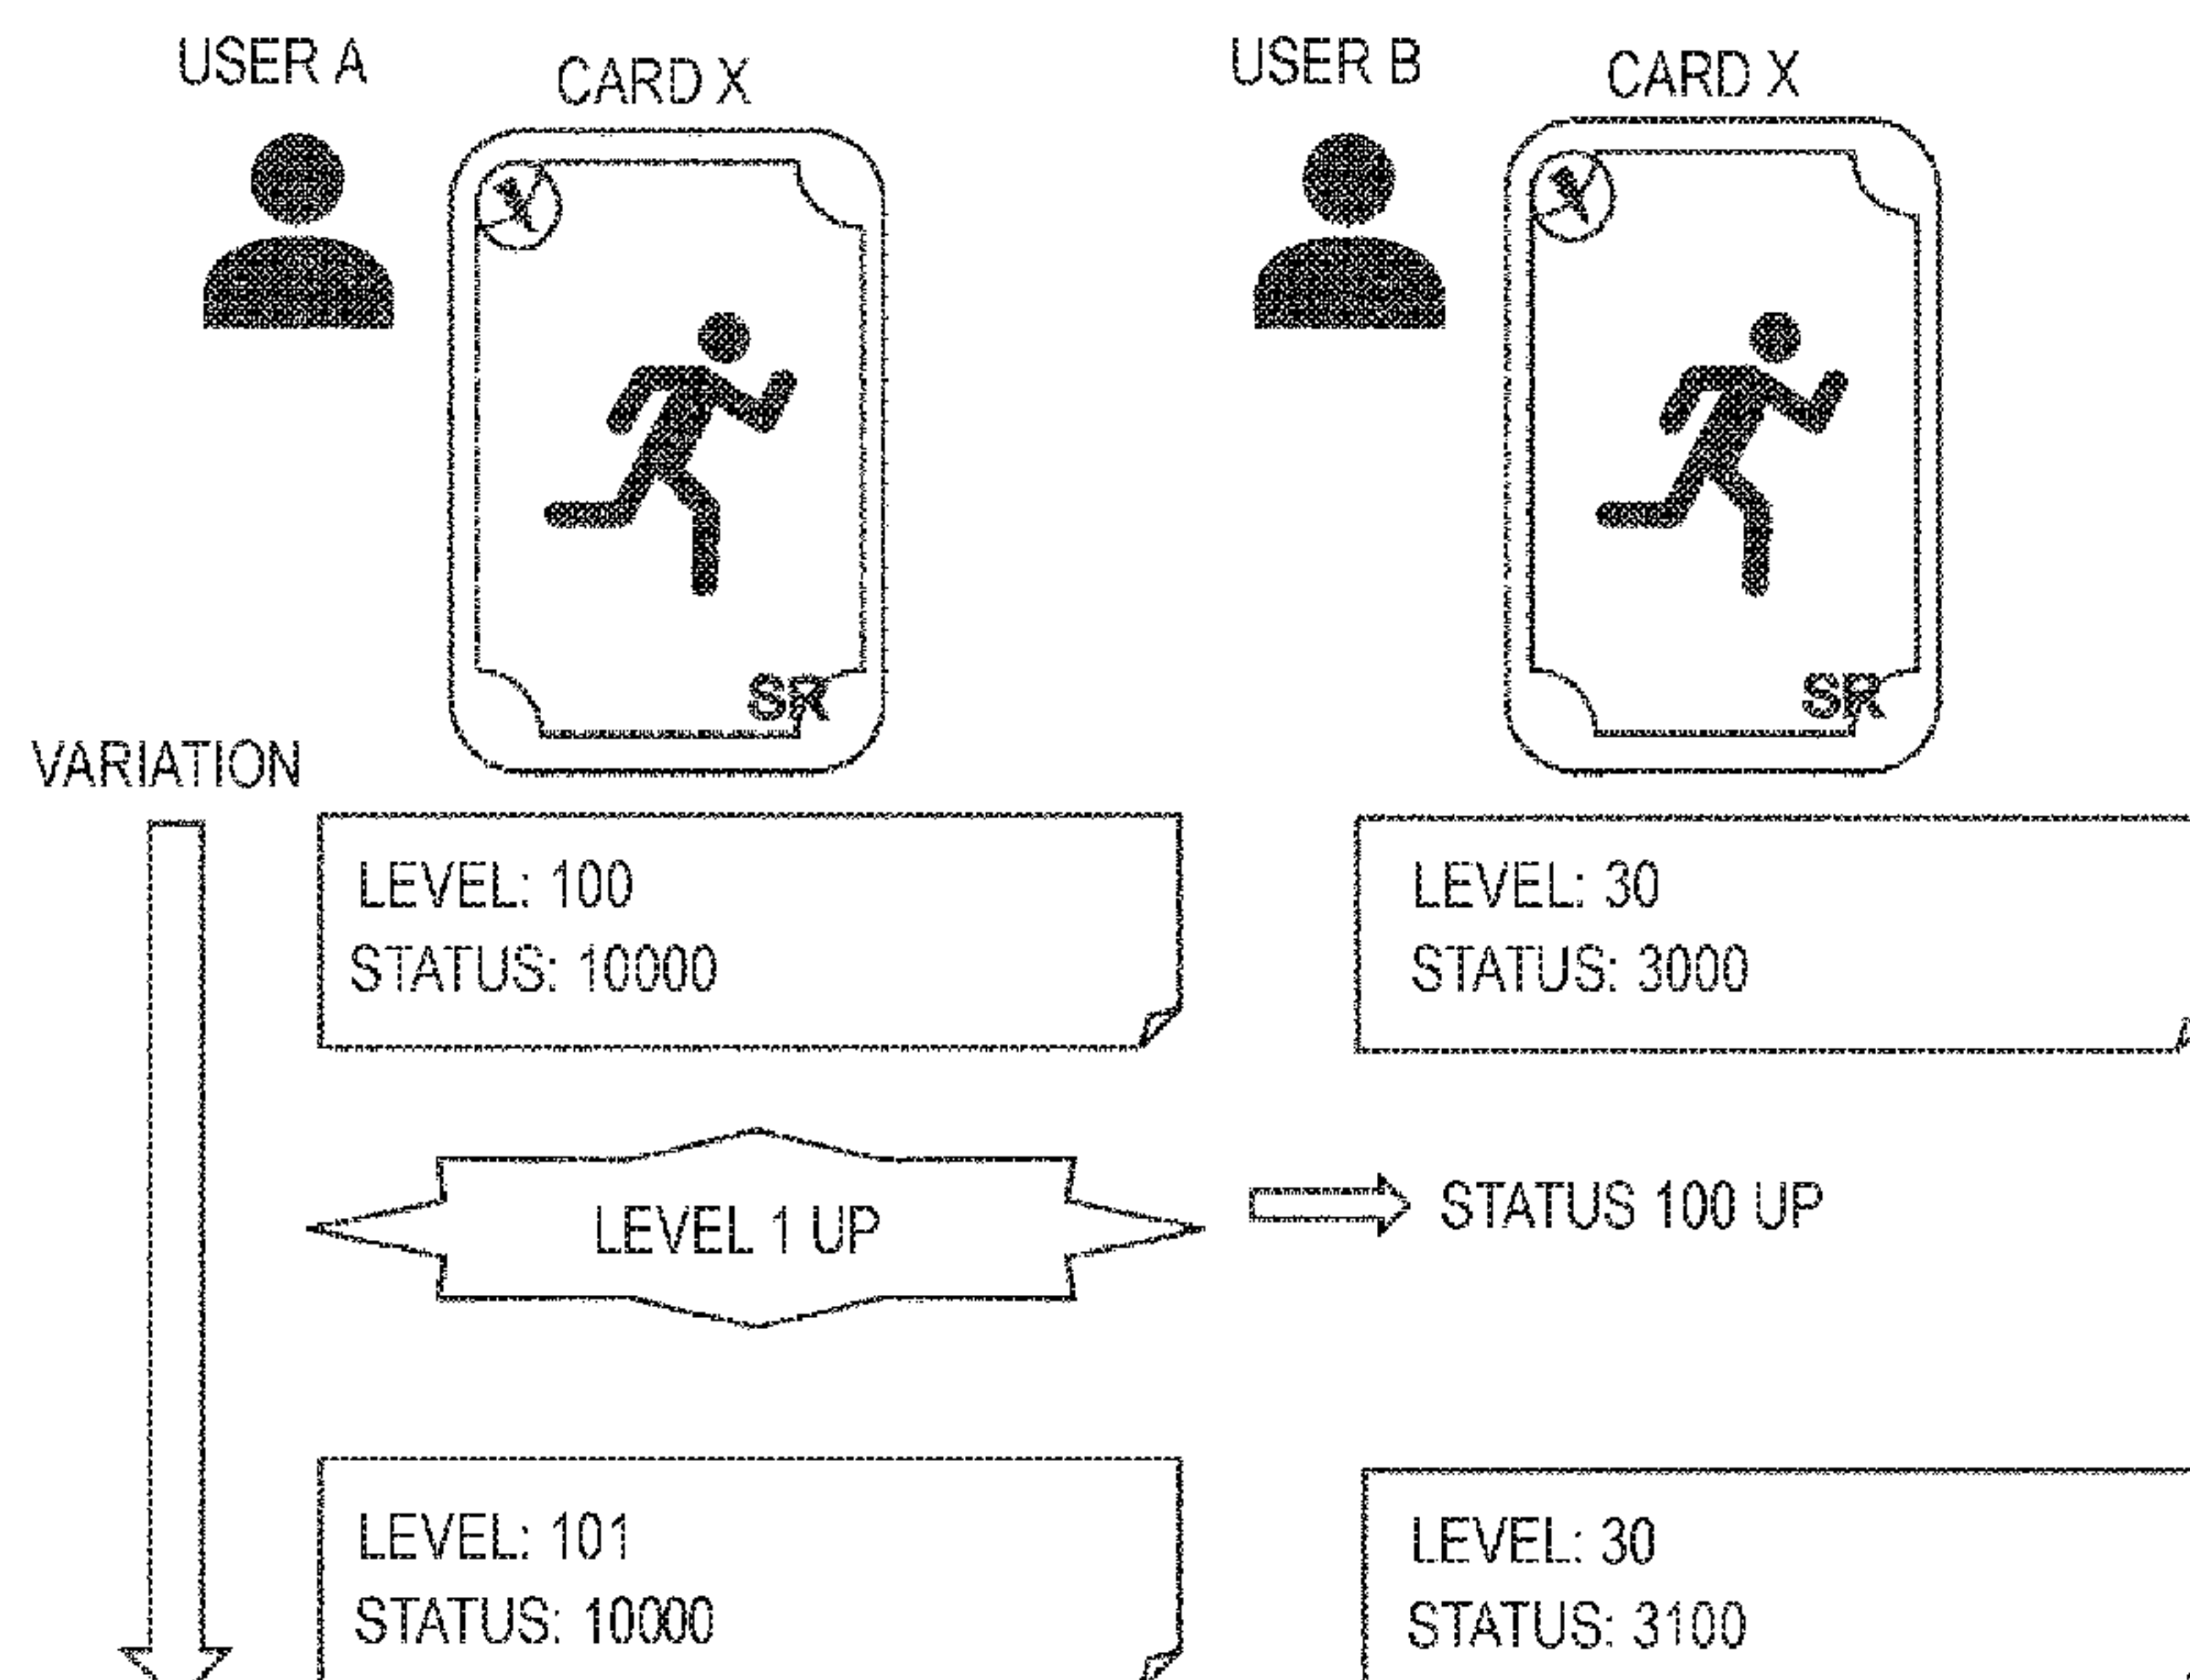 USER A
CARD X
USER B
CARD X
SR
SR
VARIATION
LEVEL: 100
STATUS: 10000
LEVEL: 30
STATUS: 3000
LEVEL 1 UP
STATUS 100 UP
LEVEL: 101
STATUS: 10000
LEVEL: 30
STATUS: 3100